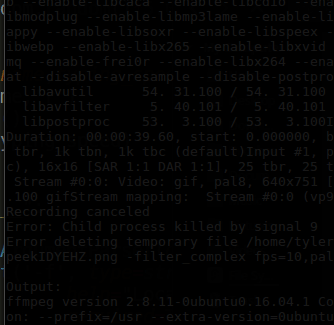 --enable-libcaca --enable-libcdio --ena
ibmodplug --enable-libmp3lame --enable-li
appy --enable-libsoxr --enable-libspeex -
ibwebp --enable-libx265 --enable-libxvid
mq --enable-frei0r --enable-libx264 --ena
at --disable-avresample --disable-postpro
libavutil 54. 31.100 / 54. 31.100
libavfilter 5. 40.101 / 5. 40.101
libpostproc 53. 3.100 / 53. 3.100I
Duration: 00:00:39.60, start: 0.000000, b
tbr, 1k tbn, 1k tbc (default)Input #1, p
c), 16x16 [SAR 1:1 DAR 1:1], 25 tbr, 25 t
Stream #0:0: Video: gif, pal8, 640x751 [
.100 gifStream mapping: Stream #0:0 (vp9
Recording canceled
Error: Child process killed by signal 9
Error deleting temporary file /home/tyler
peekIDYEHZ.png -filter_complex fps=10,pal
Output:
ffmpeg version 2.8.11-0ubuntu0.16.04.1 Co
on: --prefix=/usr --extra-version=0ubuntu